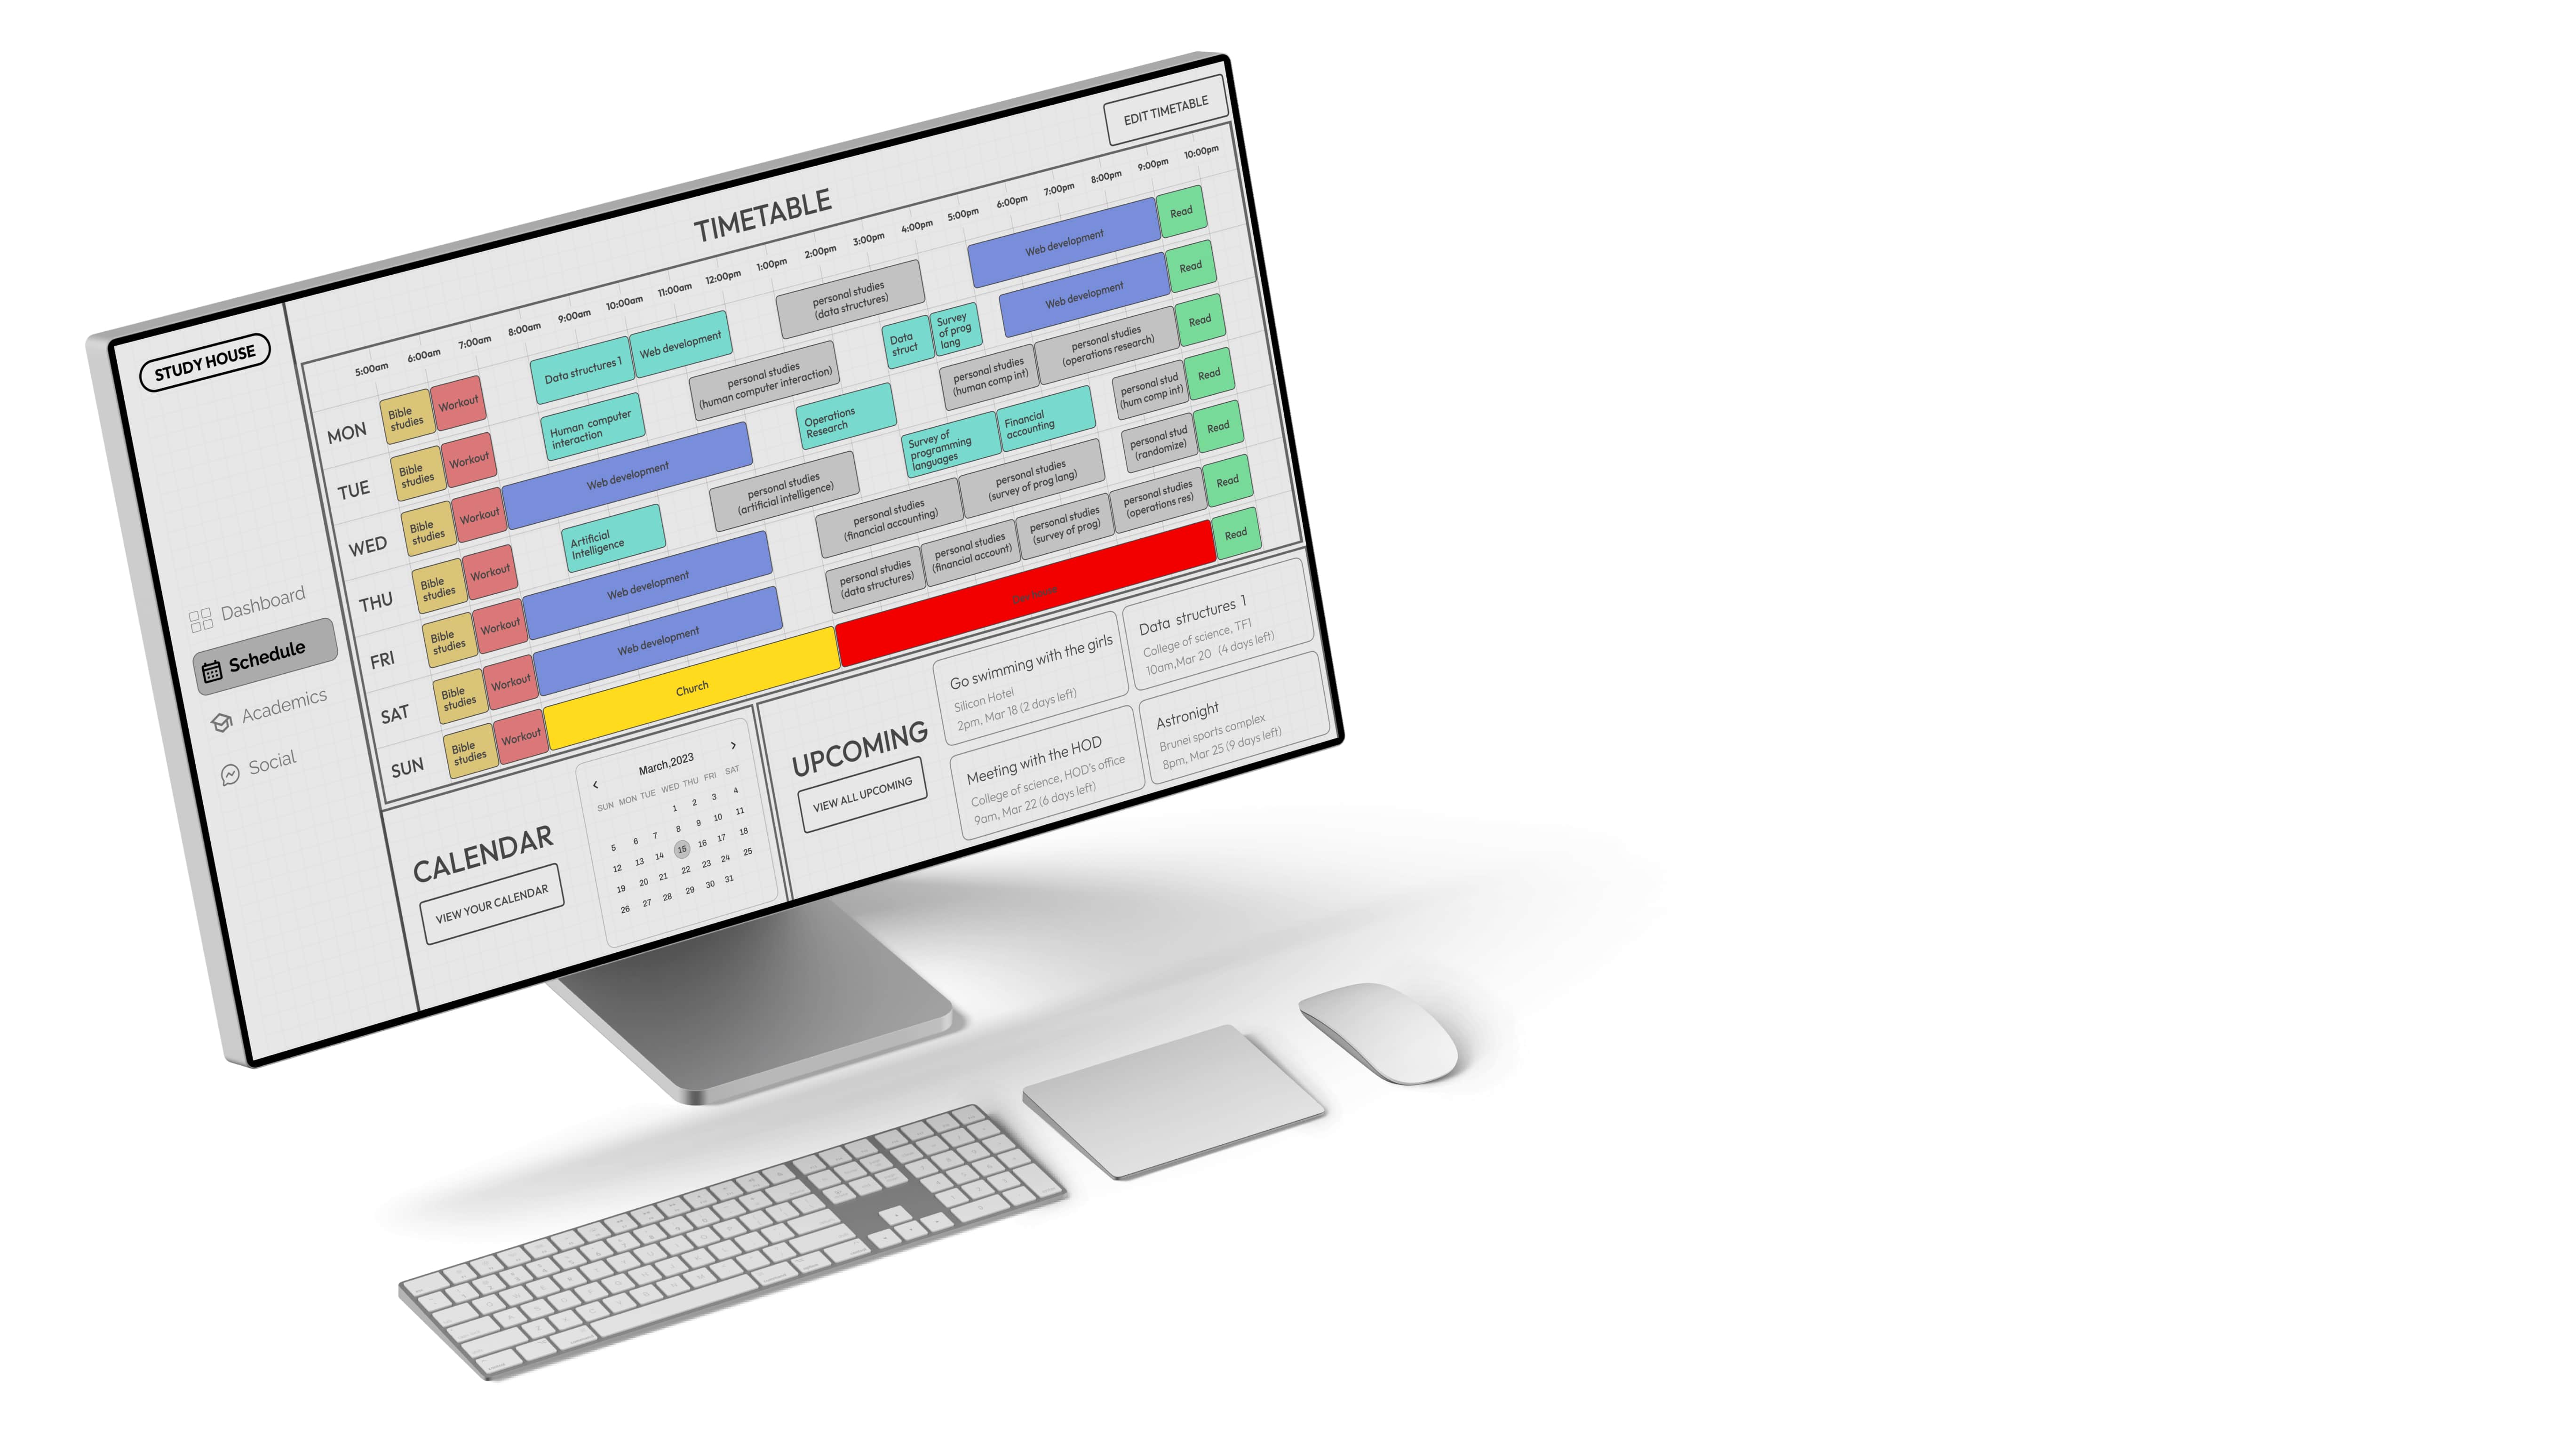 EDIT TIMETABLE
TIMETABLE
STUDY HOUSE
Dashboard
Schedule
Academics
Social
5:00am 6:00am 7:00am 8:00am 9:00am 10:00am 11:00am 12:00pm 1:00pm 2:00pm 3:00pm 4:00pm 5:00pm 6:00pm 7:00pm 8:00pm 9:00pm 10:00pm
MON
Bible
studies
Workout
Data structures 1
Web development
personal studies
(data structures)
Web development
Read
TUE
Bible
studies
Workout
Human computer
interaction
personal studies
(human computer interaction)
Data
struct
Survey
of prog
lang
Web development
Read
WED
Bible
studies
Workout
Web development
Operations
Research
personal studies
(human comp int)
personal studies
(operations research)
Read
THU
Bible
studies
Workout
Artificial
Intelligence
personal studies
(artificial intelligence)
Survey of
programming
languages
Financial
accounting
personal stud
(hum comp int)
Read
FRI
Bible
studies
Workout
Web development
personal studies
(financial accounting)
personal studies
(survey of prog lang)
personal stud
(randomize)
Read
SAT
Bible
studies
Workout
Web development
personal studies
(data structures)
personal studies
(financial account)
personal studies
(survey of prog)
personal studies
(operations res)
Read
SUN
Bible
studies
Workout
Church
Read
CALENDAR
VIEW YOUR CALENDAR
March,2023
SUN MON TUE WED THU FRI SAT
1 2 3 4
5 6 7 8 9 10 11
12 13 14 15 16 17 18
19 20 21 22 23 24 25
26 27 28 29 30 31
UPCOMING
VIEW ALL UPCOMING
Go swimming with the girls
Silicon Hotel
2pm, Mar 18 (2 days left)
Data structures 1
College of science, TF1
10am,Mar 20 (4 days left)
Meeting with the HOD
College of science, HOD's office
9am, Mar 22 (6 days left)
Astronight
Brunei sports complex
8pm, Mar 25 (9 days left)